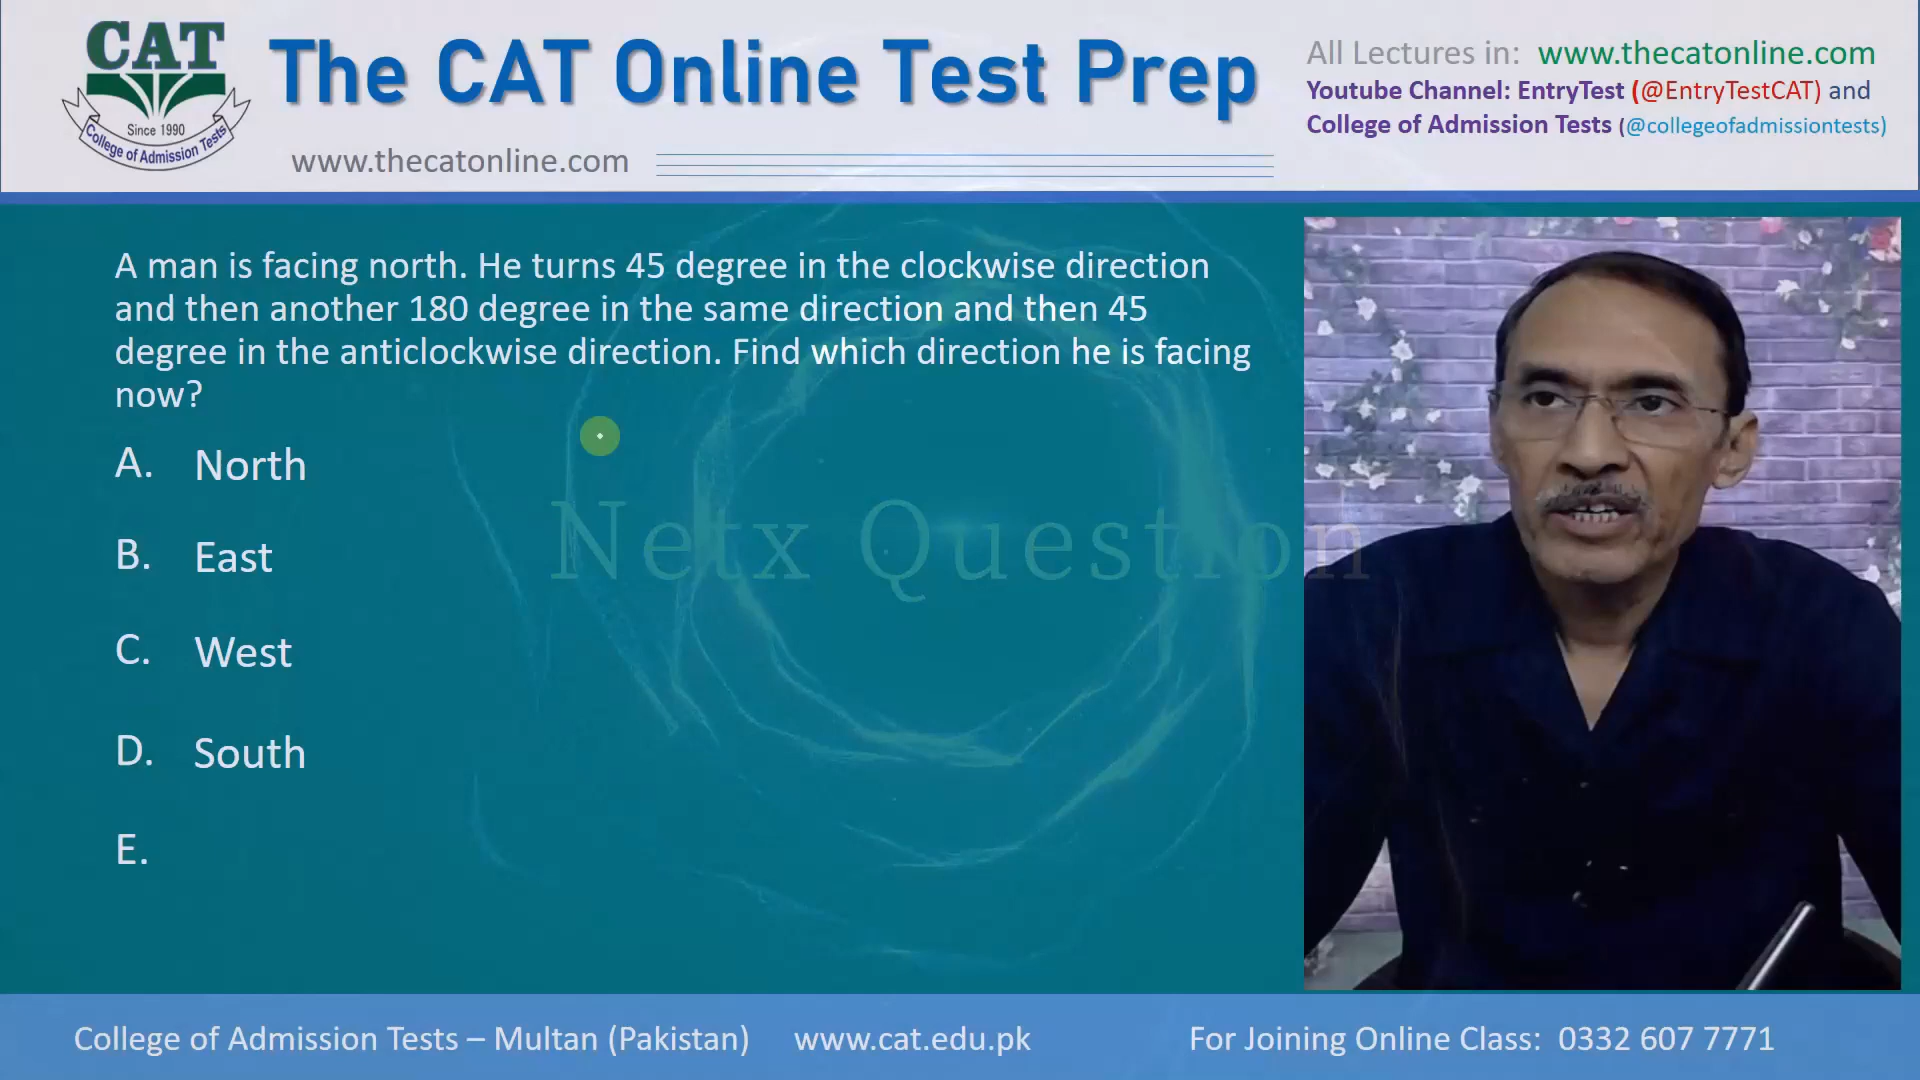 CAT
Since 1990
College of Admission Tests
The CAT Online Test Prep
www.thecatonline.com
All Lectures in: www.thecatonline.com
Youtube Channel: EntryTest (@EntryTestCAT) and
College of Admission Tests (@collegeofadmissiontests)
A man is facing north. He turns 45 degree in the clockwise direction
and then another 180 degree in the same direction and then 45
degree in the anticlockwise direction. Find which direction he is facing
now?
A. North
Netx Question
B. East
C. West
D. South
E.
College of Admission Tests – Multan (Pakistan) www.cat.edu.pk For Joining Online Class: 0332 607 7771